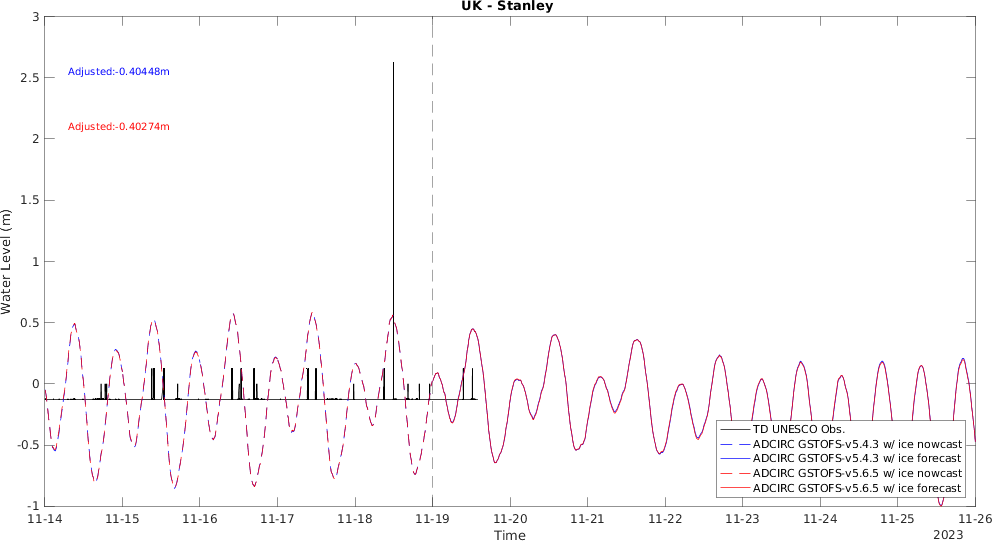 UK - Stanley
3
2.5
2
1.5
1
0.5
0
-0.5
-1
Water Level (m)
Adjusted:-0.40448m
Adjusted:-0.40274m
TD UNESCO Obs.
ADCIRC GSTOFS-v5.4.3 w/ ice nowcast
ADCIRC GSTOFS-v5.4.3 w/ ice forecast
ADCIRC GSTOFS-v5.6.5 w/ ice nowcast
ADCIRC GSTOFS-v5.6.5 w/ ice forecast
11-14 11-15 11-16 11-17 11-18 11-19 11-20 11-21 11-22 11-23 11-24 11-25 11-26
Time
2023